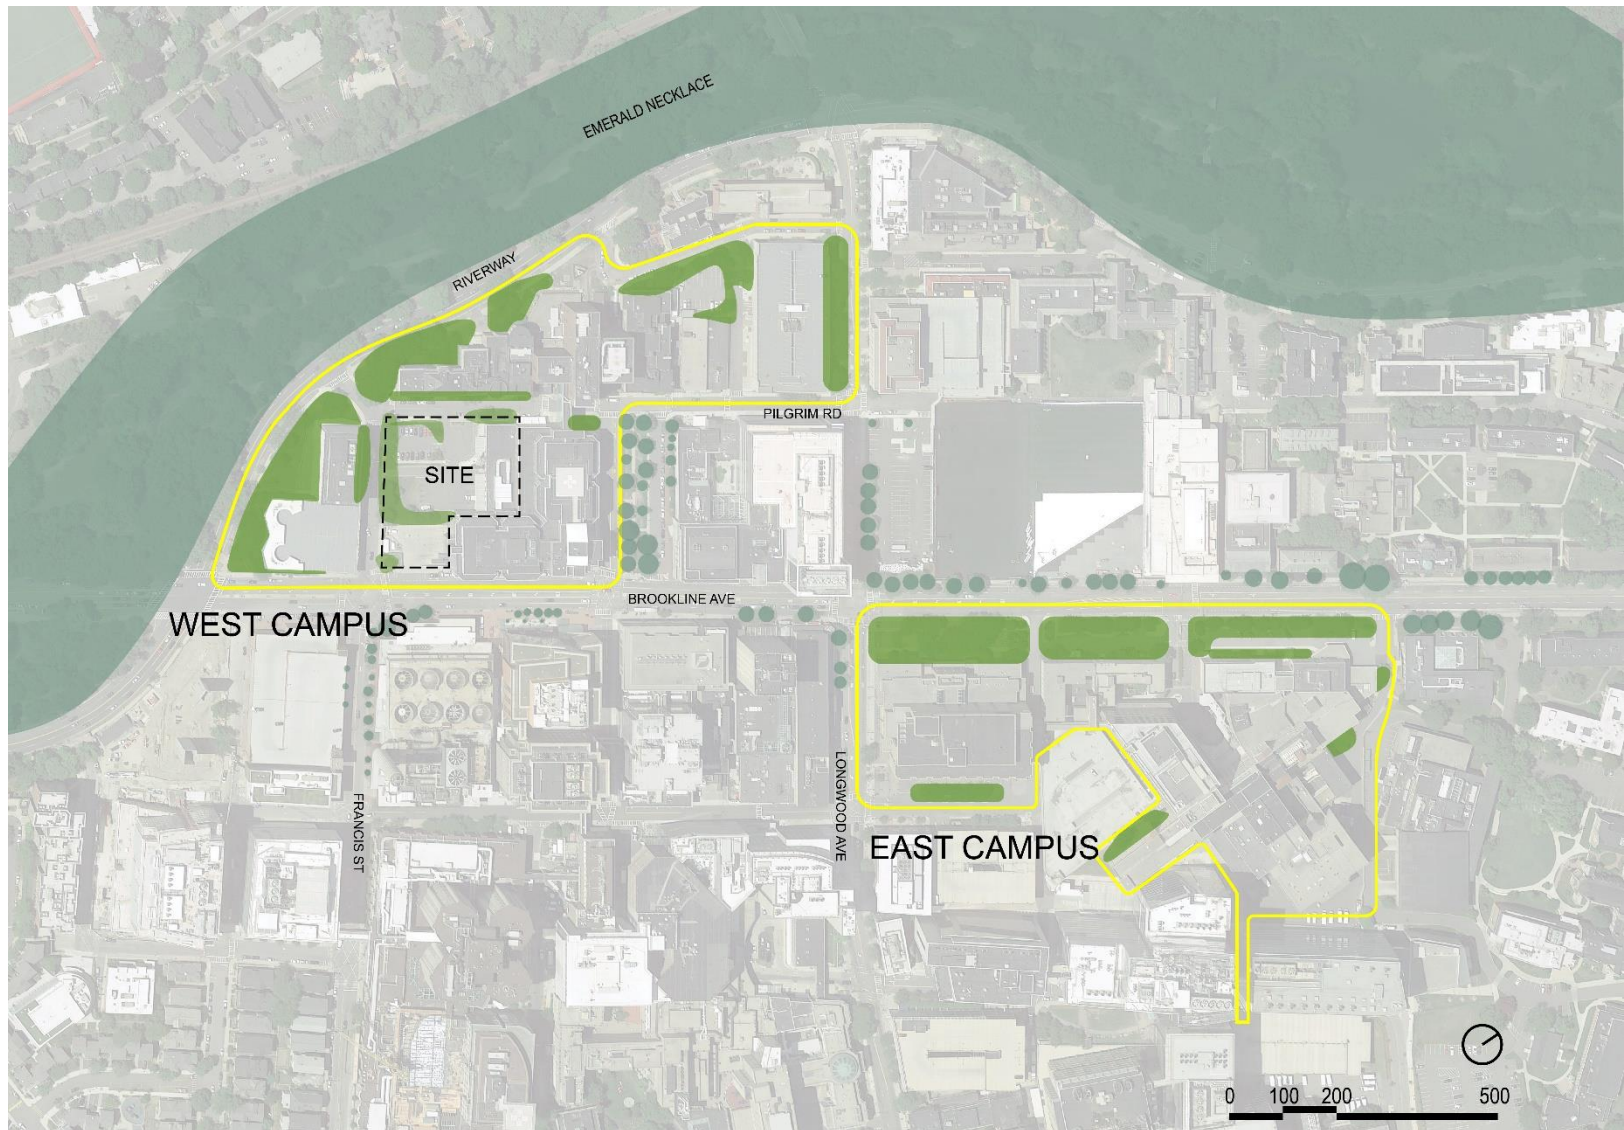 EMERALD NECKLACE
RIVERWAY
PILGRIM RD
SITE
BROOKLINE AVE
WEST CAMPUS
LONGWOOD AVE
FRANCIS ST
EAST CAMPUS
0 100 200 500